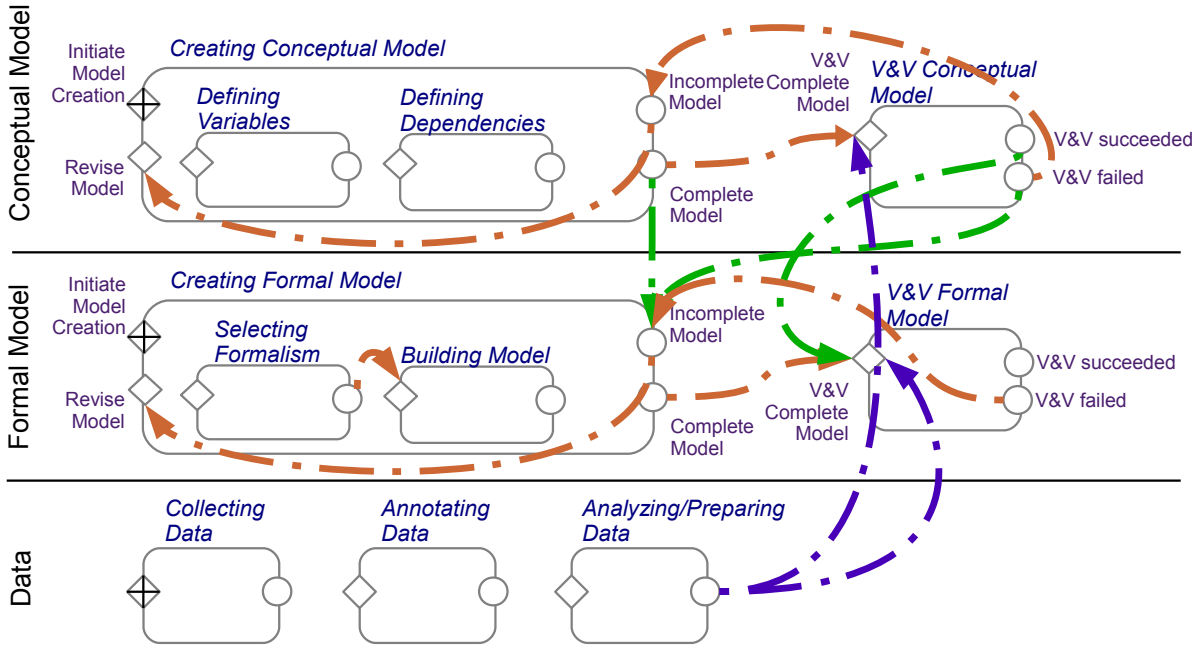 Conceptual Model
Initiate
Model
Creation
Creating Conceptual Model
Defining
Variables
Defining
Dependencies
Revise
Model
Incomplete
Model
Complete
Model
V&V
Complete
Model
V&V Conceptual
Model
V&V succeeded
V&V failed
Formal Model
Initiate
Model
Creation
Creating Formal Model
Selecting
Formalism
Building Model
Revise
Model
Incomplete
Model
Complete
Model
V&V
Complete
Model
V&V Formal
Model
V&V succeeded
V&V failed
Data
Collecting
Data
Annotating
Data
Analyzing/Preparing
Data